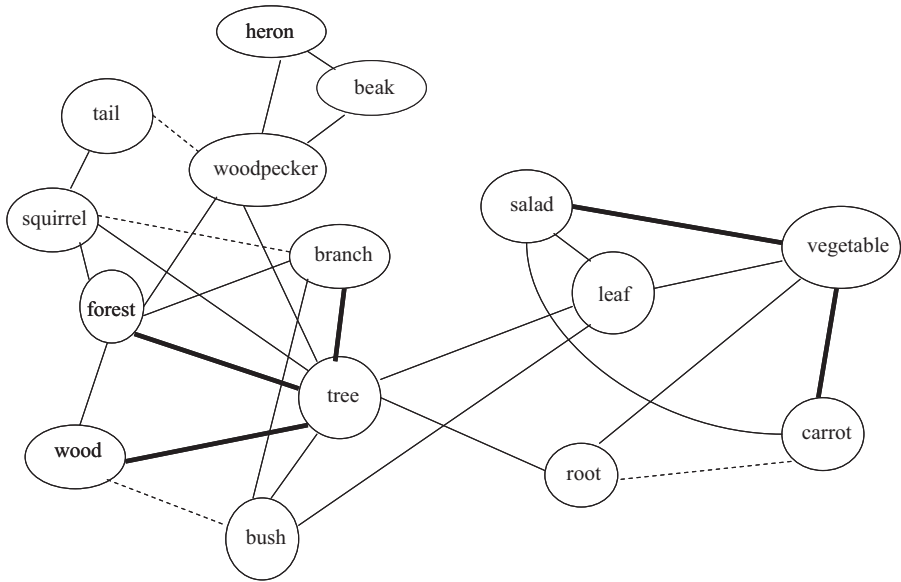 heron
beak
tail
woodpecker
squirrel
branch
salad
vegetable
leaf
forest
tree
wood
carrot
root
bush